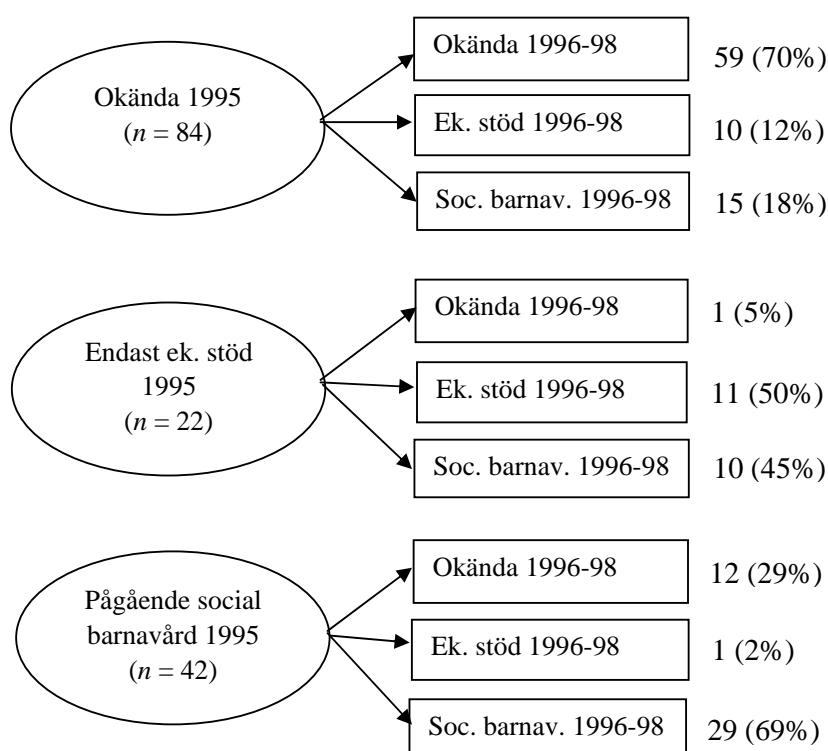 Okända 1995
(n = 84)
Okända 1996-98
59 (70%)
Ek. stöd 1996-98
10 (12%)
Soc. barnav. 1996-98
15 (18%)
Endast ek. stöd
1995
(n = 22)
Okända 1996-98
1 (5%)
Ek. stöd 1996-98
11 (50%)
Soc. barnav. 1996-98
10 (45%)
Pågående social
barnavård 1995
(n = 42)
Okända 1996-98
12 (29%)
Ek. stöd 1996-98
1 (2%)
Soc. barnav. 1996-98
29 (69%)